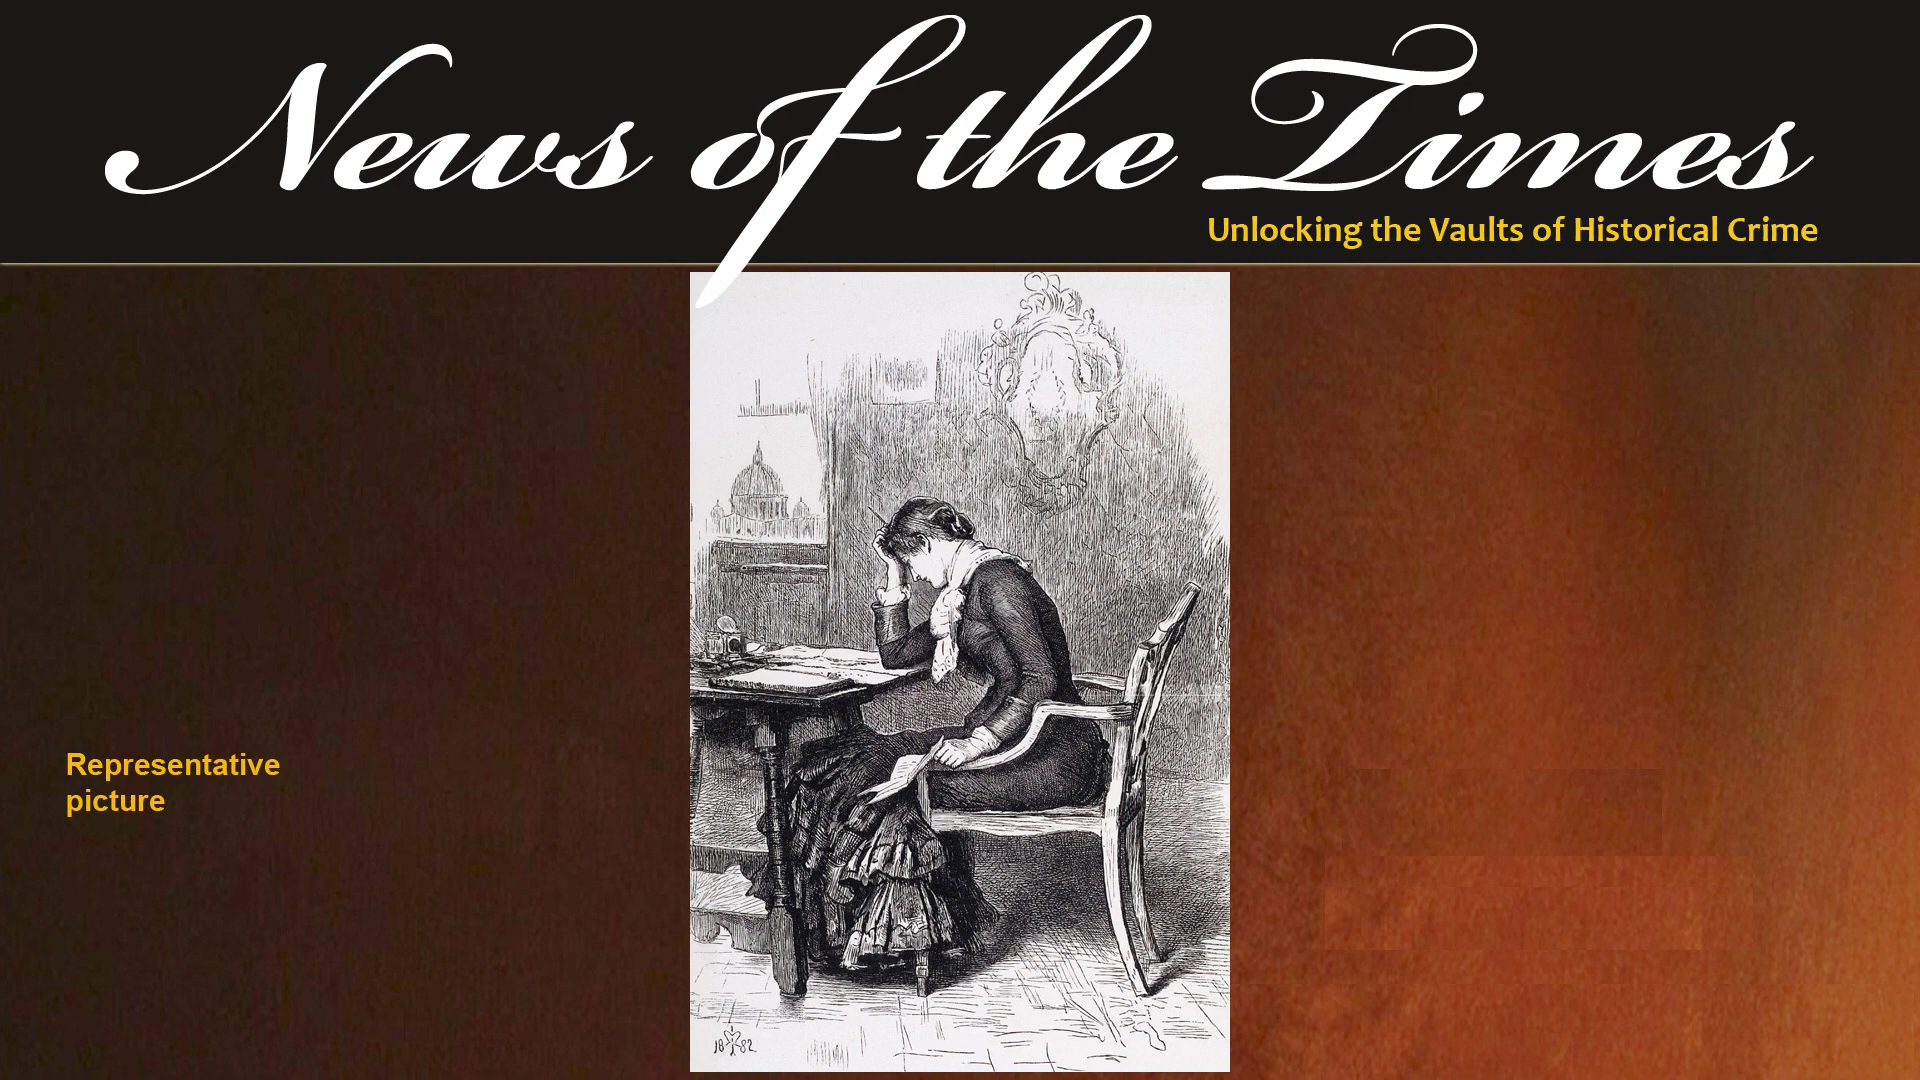 News of the Times
Unlocking the Vaults of Historical Crime
Representative
picture
1882